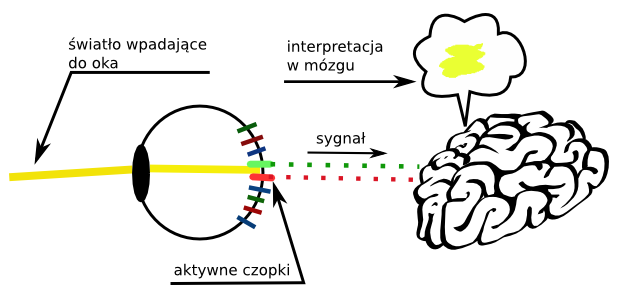 światło wpadające
do oka
interpretacja
w mózgu
sygnał
aktywne czopki